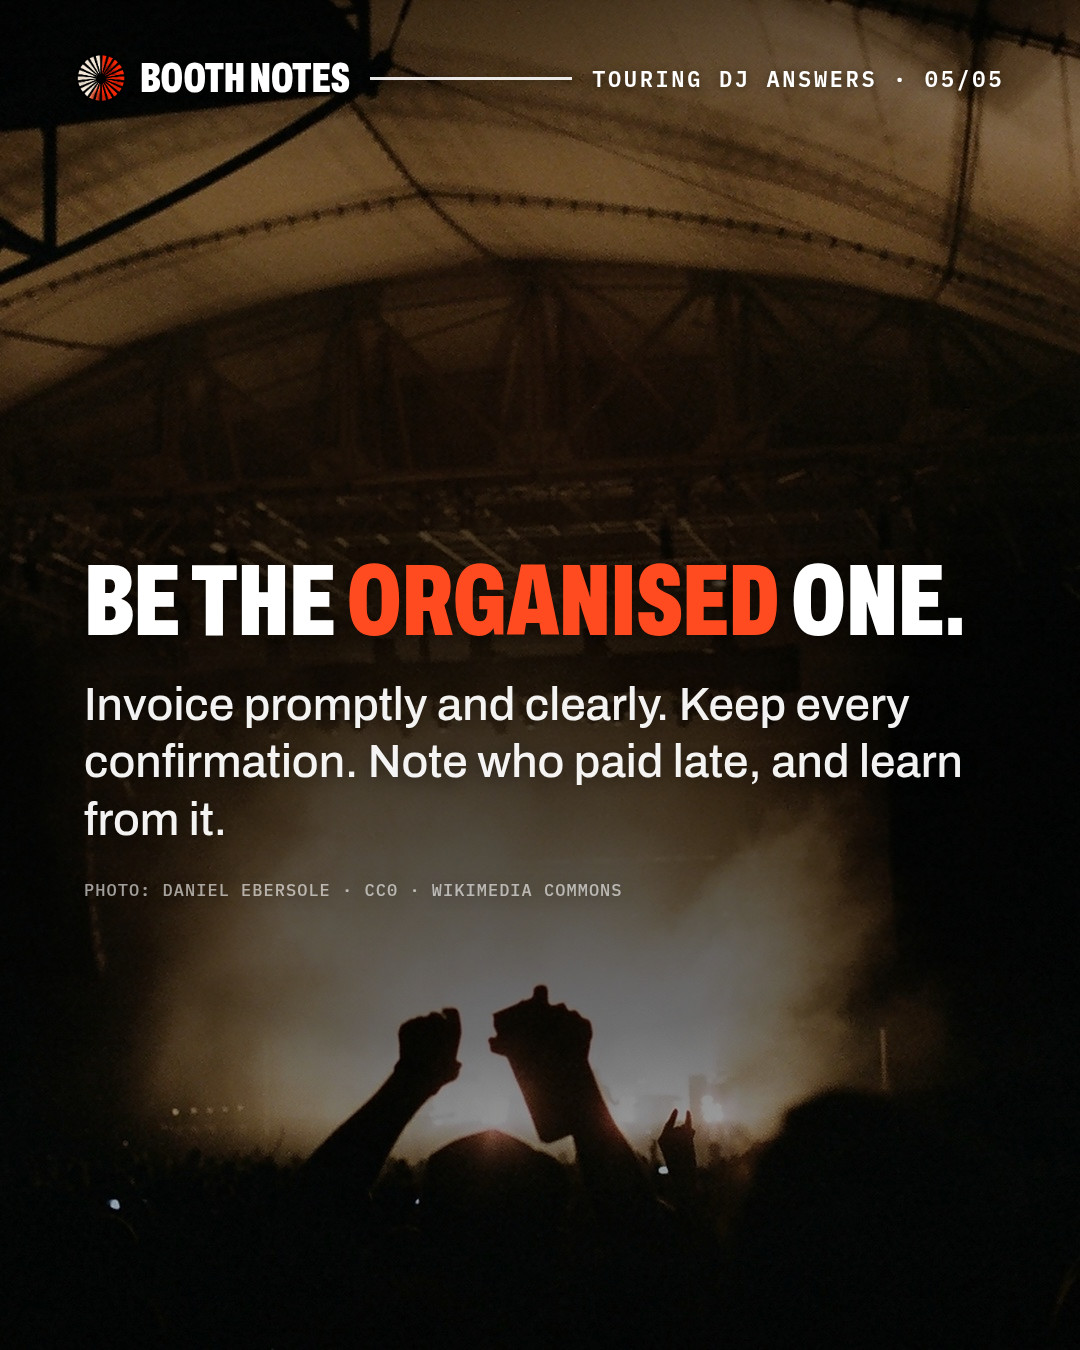 BOOTH NOTES
TOURING DJ ANSWERS · 05/05
BE THE ORGANISED ONE.
Invoice promptly and clearly. Keep every
confirmation. Note who paid late, and learn
from it.
PHOTO: DANIEL EBERSOLE · CC0 · WIKIMEDIA COMMONS